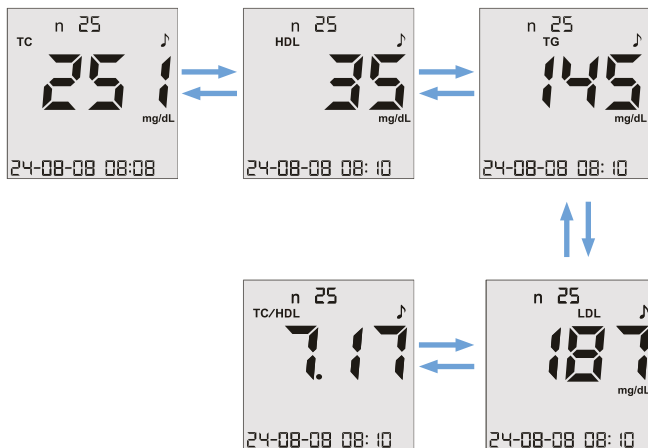 n 25
TC ♪
251
mg/dL
24-08-08 08:08
n 25
HDL ♪
35
mg/dL
24-08-08 08:10
n 25
TG ♪
145
mg/dL
24-08-08 08:10
n 25
TC/HDL ♪
7.17
24-08-08 08:10
n 25
LDL ♪
187
mg/dL
24-08-08 08:10